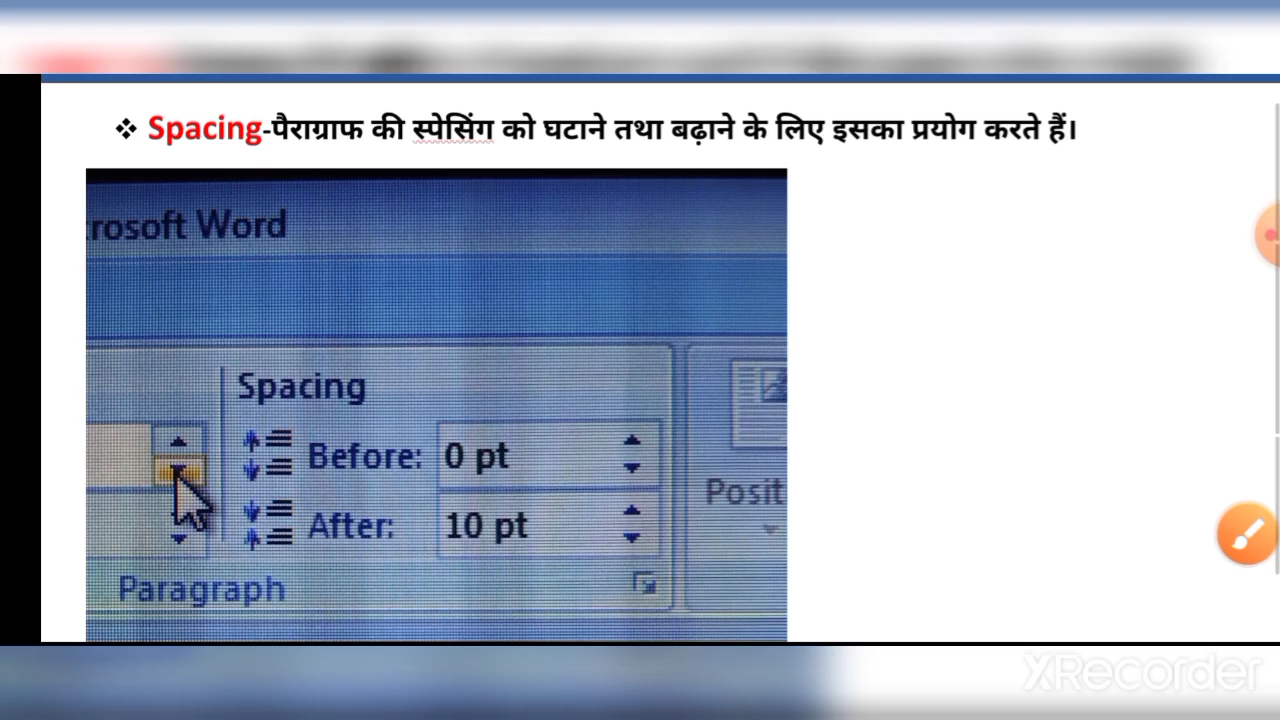 ❖ Spacing-पैराग्राफ की स्पेसिंग को घटाने तथा बढ़ाने के लिए इसका प्रयोग करते हैं।
rosoft Word
Spacing
Before: 0 pt
After: 10 pt
Posit
Paragraph
XRecorder